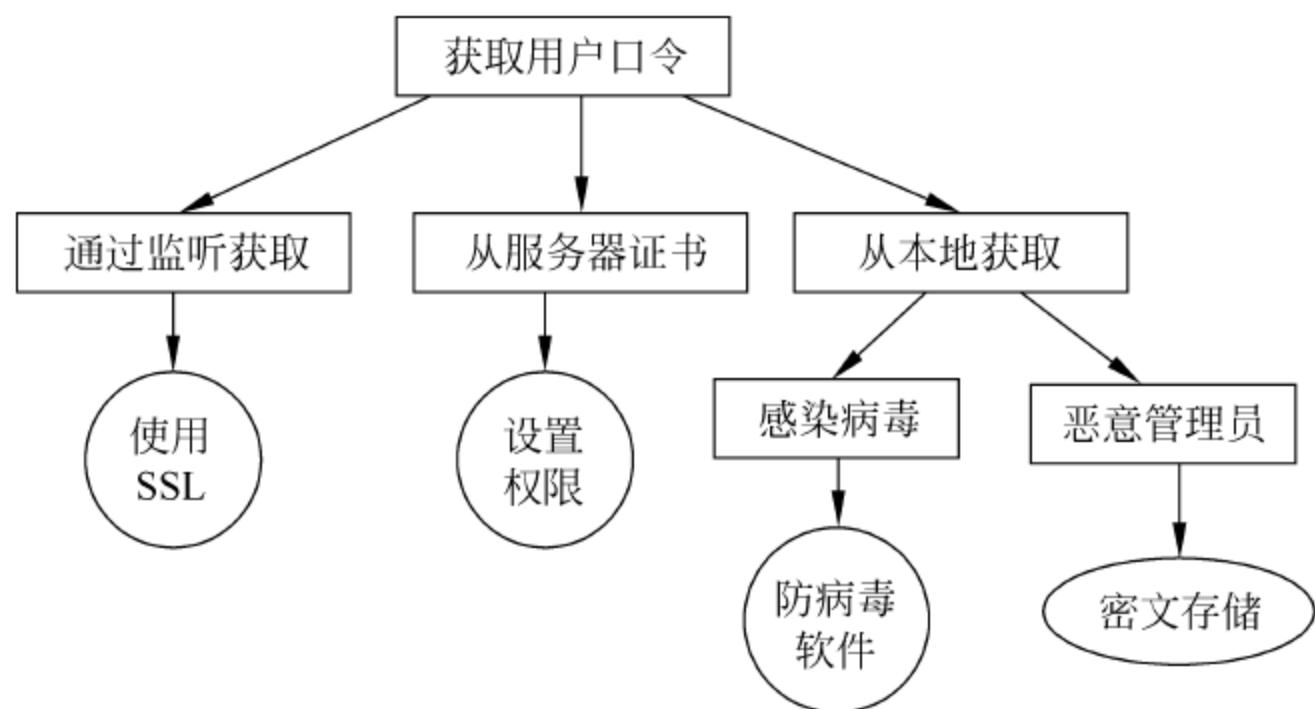 获取用户口令
通过监听获取
从服务器证书
从本地获取
感染病毒
恶意管理员
使用
SSL
设置
权限
防病毒
软件
密文存储